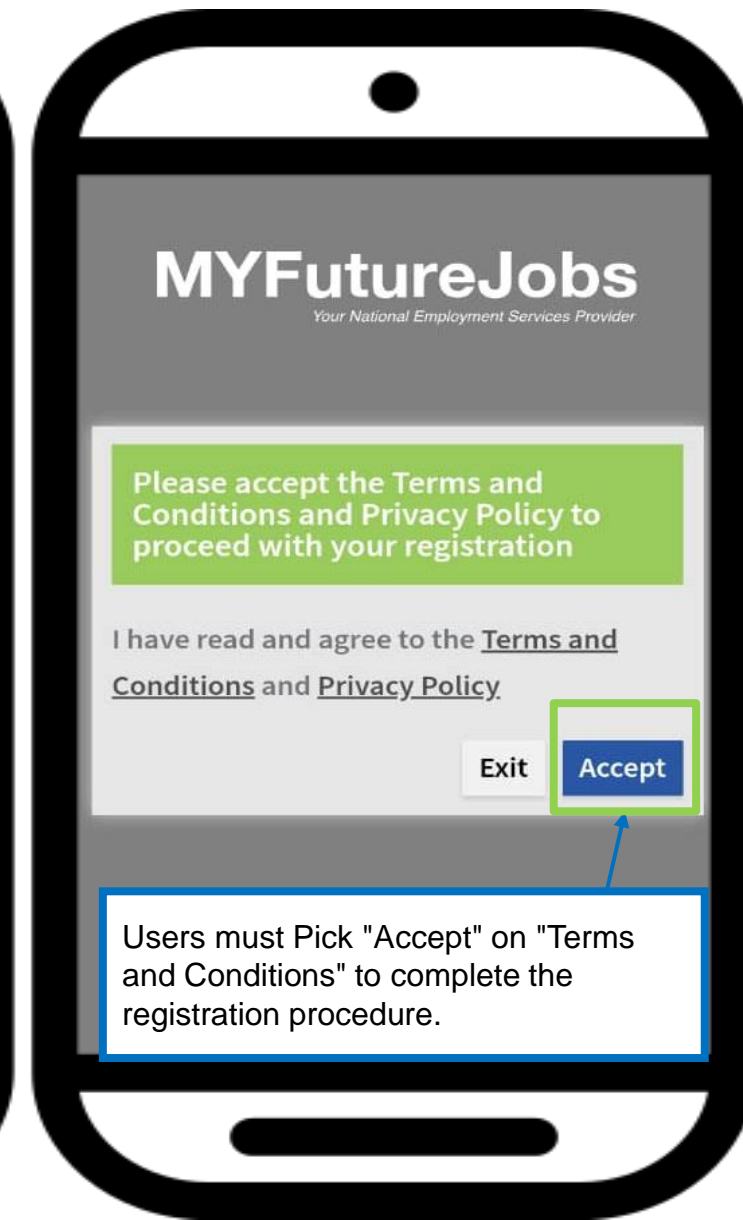 MYFutureJobs
Your National Employment Services Provider
Please accept the Terms and
Conditions and Privacy Policy to
proceed with your registration
I have read and agree to the Terms and
Conditions and Privacy Policy
Exit Accept
Users must Pick "Accept" on "Terms
and Conditions" to complete the
registration procedure.